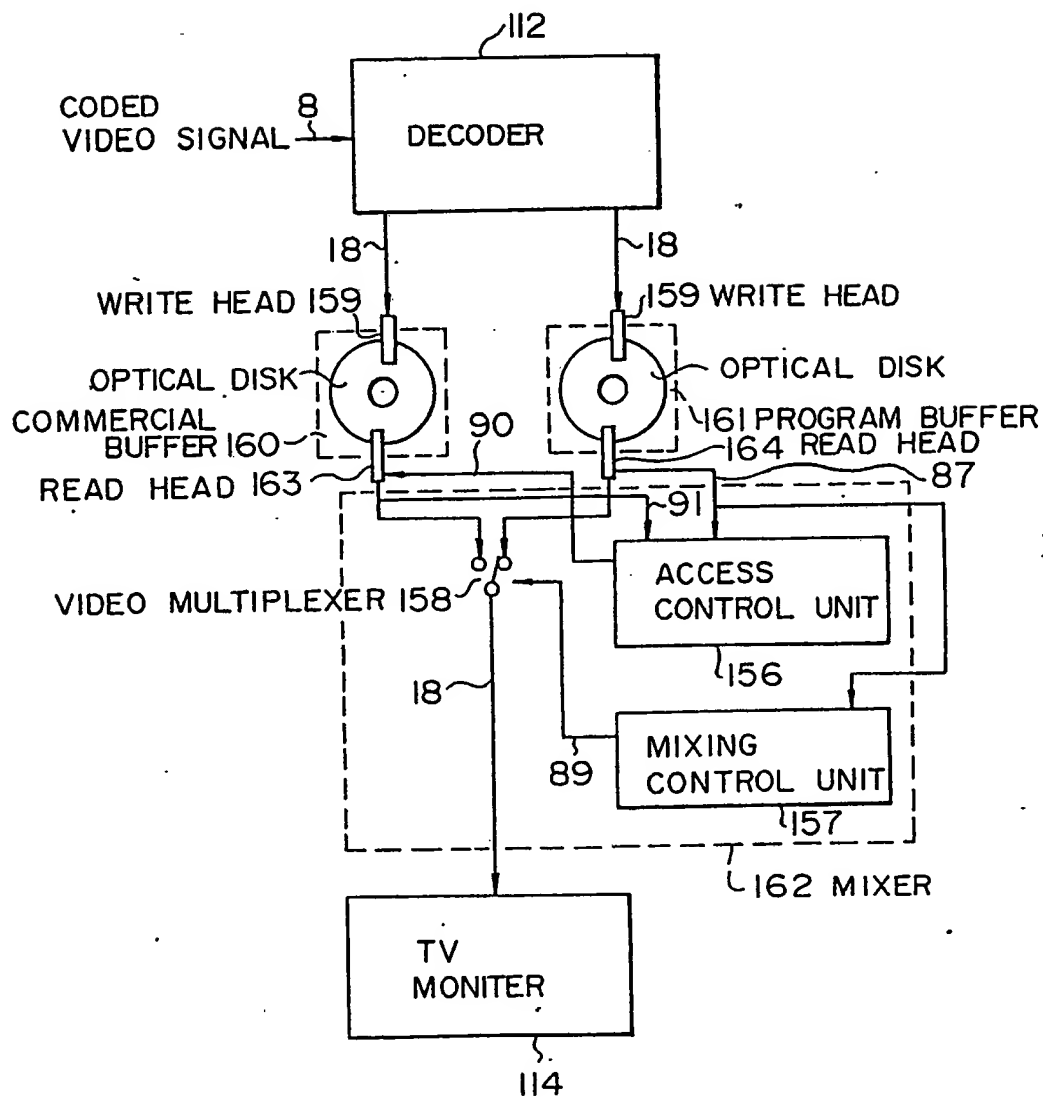 112
CODED
VIDEO SIGNAL
8
DECODER
18
18
WRITE HEAD 159
159 WRITE HEAD
OPTICAL DISK
OPTICAL DISK
COMMERCIAL
BUFFER 160
161 PROGRAM BUFFER
90
164 READ HEAD
READ HEAD 163
87
91
VIDEO MULTIPLEXER 158
ACCESS
CONTROL UNIT
156
18
89
MIXING
CONTROL UNIT
157
162 MIXER
TV
MONITER
114